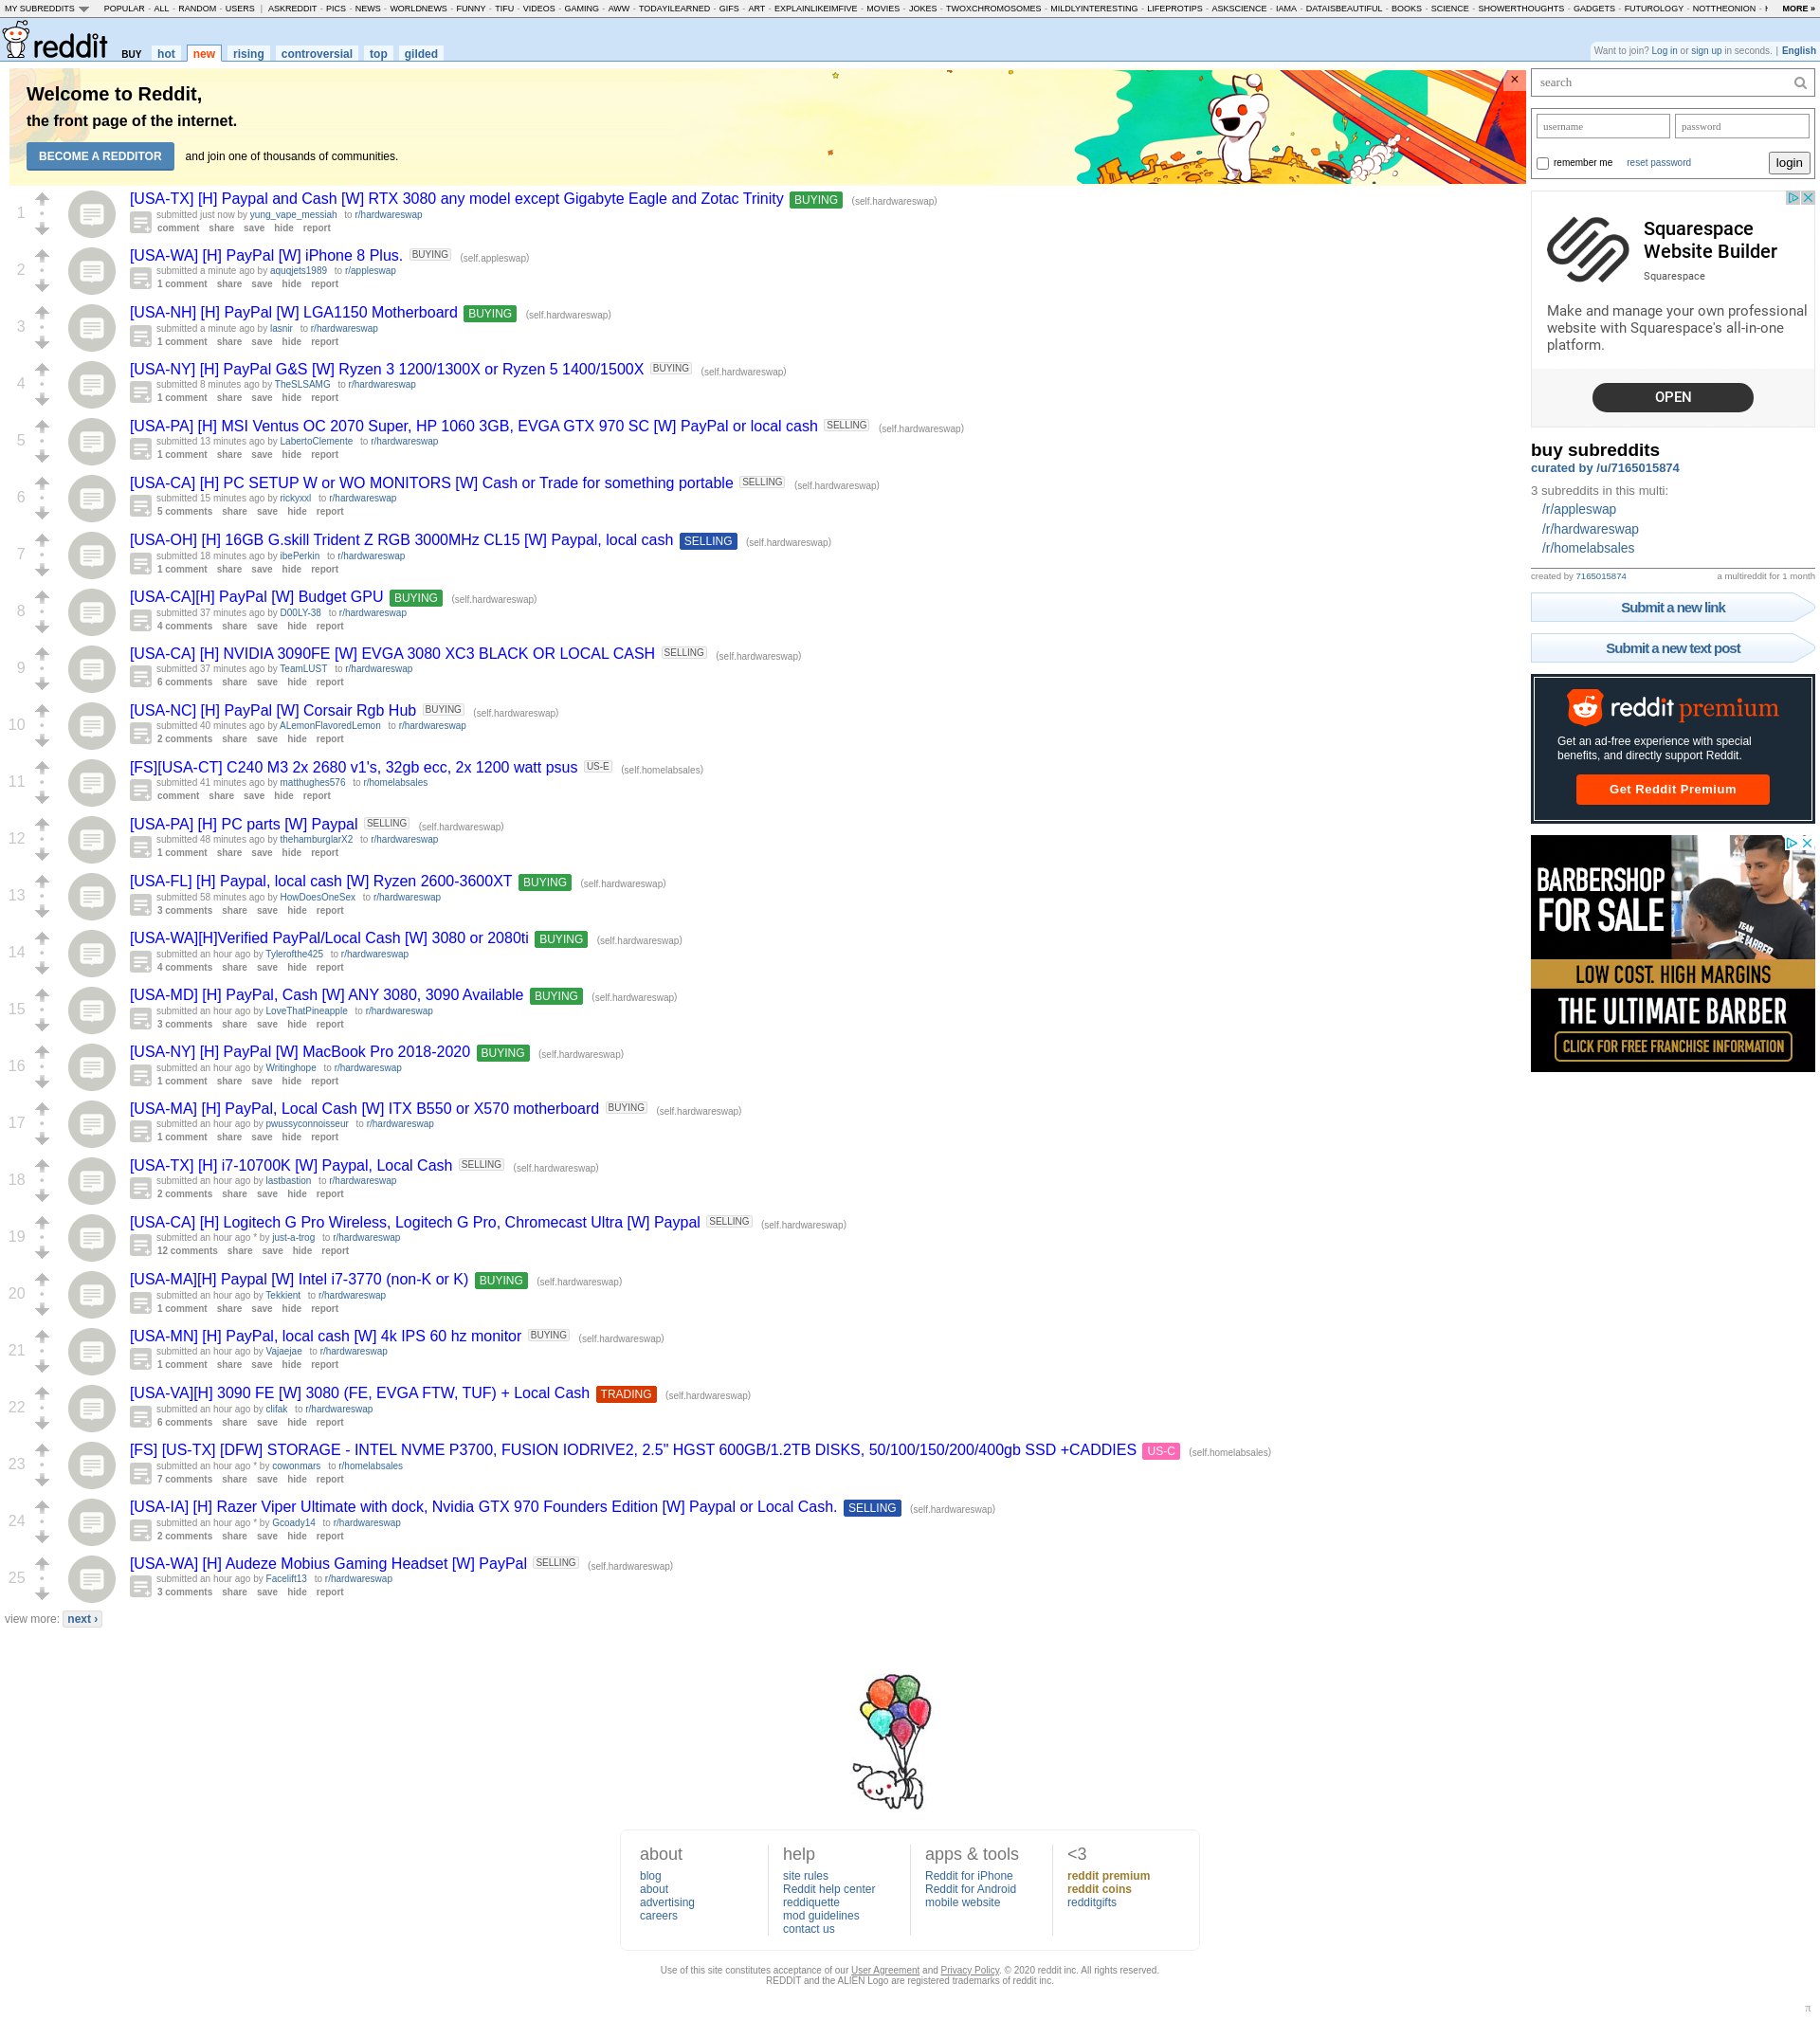 MY SUBREDDITS POPULAR - ALL - RANDOM - USERS | ASKREDDIT - PICS - NEWS - WORLDNEWS - FUNNY - TIFU - VIDEOS - GAMING - AWW - TODAYILEARNED - GIFS - ART - EXPLAINLIKEIMFIVE - MOVIES - JOKES - TWOXCHROMOSOMES - MILDLYINTERESTING - LIFEPROTIPS - ASKSCIENCE - IAMA - DATAISBEAUTIFUL - BOOKS - SCIENCE - SHOWERTHOUGHTS - GADGETS - FUTUROLOGY - NOTTHEONION - MORE »
reddit BUY hot new rising controversial top gilded
Want to join? Log in or sign up in seconds. | English
Welcome to Reddit,
the front page of the internet.
BECOME A REDDITOR and join one of thousands of communities.
×
1
[USA-TX] [H] Paypal and Cash [W] RTX 3080 any model except Gigabyte Eagle and Zotac Trinity BUYING (self.hardwareswap)
submitted just now by yung_vape_messiah to r/hardwareswap
comment share save hide report
2
[USA-WA] [H] PayPal [W] iPhone 8 Plus. BUYING (self.appleswap)
submitted a minute ago by aquqjets1989 to r/appleswap
1 comment share save hide report
3
[USA-NH] [H] PayPal [W] LGA1150 Motherboard BUYING (self.hardwareswap)
submitted a minute ago by lasnir to r/hardwareswap
1 comment share save hide report
4
[USA-NY] [H] PayPal G&S [W] Ryzen 3 1200/1300X or Ryzen 5 1400/1500X BUYING (self.hardwareswap)
submitted 8 minutes ago by TheSLSAMG to r/hardwareswap
1 comment share save hide report
5
[USA-PA] [H] MSI Ventus OC 2070 Super, HP 1060 3GB, EVGA GTX 970 SC [W] PayPal or local cash SELLING (self.hardwareswap)
submitted 13 minutes ago by LabertoClemente to r/hardwareswap
1 comment share save hide report
6
[USA-CA] [H] PC SETUP W or WO MONITORS [W] Cash or Trade for something portable SELLING (self.hardwareswap)
submitted 15 minutes ago by rickyxxl to r/hardwareswap
5 comments share save hide report
7
[USA-OH] [H] 16GB G.skill Trident Z RGB 3000MHz CL15 [W] Paypal, local cash SELLING (self.hardwareswap)
submitted 18 minutes ago by ibePerkin to r/hardwareswap
1 comment share save hide report
8
[USA-CA][H] PayPal [W] Budget GPU BUYING (self.hardwareswap)
submitted 37 minutes ago by D00LY-38 to r/hardwareswap
4 comments share save hide report
9
[USA-CA] [H] NVIDIA 3090FE [W] EVGA 3080 XC3 BLACK OR LOCAL CASH SELLING (self.hardwareswap)
submitted 37 minutes ago by TeamLUST to r/hardwareswap
6 comments share save hide report
10
[USA-NC] [H] PayPal [W] Corsair Rgb Hub BUYING (self.hardwareswap)
submitted 40 minutes ago by ALemonFlavoredLemon to r/hardwareswap
2 comments share save hide report
11
[FS][USA-CT] C240 M3 2x 2680 v1's, 32gb ecc, 2x 1200 watt psus US-E (self.homelabsales)
submitted 41 minutes ago by matthughes576 to r/homelabsales
comment share save hide report
12
[USA-PA] [H] PC parts [W] Paypal SELLING (self.hardwareswap)
submitted 48 minutes ago by thehamburglarX2 to r/hardwareswap
1 comment share save hide report
13
[USA-FL] [H] Paypal, local cash [W] Ryzen 2600-3600XT BUYING (self.hardwareswap)
submitted 58 minutes ago by HowDoesOneSex to r/hardwareswap
3 comments share save hide report
14
[USA-WA][H]Verified PayPal/Local Cash [W] 3080 or 2080ti BUYING (self.hardwareswap)
submitted an hour ago by Tylerofthe425 to r/hardwareswap
4 comments share save hide report
15
[USA-MD] [H] PayPal, Cash [W] ANY 3080, 3090 Available BUYING (self.hardwareswap)
submitted an hour ago by LoveThatPineapple to r/hardwareswap
3 comments share save hide report
16
[USA-NY] [H] PayPal [W] MacBook Pro 2018-2020 BUYING (self.hardwareswap)
submitted an hour ago by Writinghope to r/hardwareswap
1 comment share save hide report
17
[USA-MA] [H] PayPal, Local Cash [W] ITX B550 or X570 motherboard BUYING (self.hardwareswap)
submitted an hour ago by pwussyconnoisseur to r/hardwareswap
1 comment share save hide report
18
[USA-TX] [H] i7-10700K [W] Paypal, Local Cash SELLING (self.hardwareswap)
submitted an hour ago by lastbastion to r/hardwareswap
2 comments share save hide report
19
[USA-CA] [H] Logitech G Pro Wireless, Logitech G Pro, Chromecast Ultra [W] Paypal SELLING (self.hardwareswap)
submitted an hour ago * by just-a-trog to r/hardwareswap
12 comments share save hide report
20
[USA-MA][H] Paypal [W] Intel i7-3770 (non-K or K) BUYING (self.hardwareswap)
submitted an hour ago by Tekkient to r/hardwareswap
1 comment share save hide report
21
[USA-MN] [H] PayPal, local cash [W] 4k IPS 60 hz monitor BUYING (self.hardwareswap)
submitted an hour ago by Vajaejae to r/hardwareswap
1 comment share save hide report
22
[USA-VA][H] 3090 FE [W] 3080 (FE, EVGA FTW, TUF) + Local Cash TRADING (self.hardwareswap)
submitted an hour ago by clifak to r/hardwareswap
6 comments share save hide report
23
[FS] [US-TX] [DFW] STORAGE - INTEL NVME P3700, FUSION IODRIVE2, 2.5" HGST 600GB/1.2TB DISKS, 50/100/150/200/400gb SSD +CADDIES US-C (self.homelabsales)
submitted an hour ago * by cowonmars to r/homelabsales
7 comments share save hide report
24
[USA-IA] [H] Razer Viper Ultimate with dock, Nvidia GTX 970 Founders Edition [W] Paypal or Local Cash. SELLING (self.hardwareswap)
submitted an hour ago * by Gcoady14 to r/hardwareswap
2 comments share save hide report
25
[USA-WA] [H] Audeze Mobius Gaming Headset [W] PayPal SELLING (self.hardwareswap)
submitted an hour ago by Facelift13 to r/hardwareswap
3 comments share save hide report
view more: next ›
search
username password
remember me reset password login
Squarespace
Website Builder
Squarespace
Make and manage your own professional
website with Squarespace's all-in-one
platform.
OPEN
buy subreddits
curated by /u/7165015874
3 subreddits in this multi:
/r/appleswap
/r/hardwareswap
/r/homelabsales
created by 7165015874 a multireddit for 1 month
Submit a new link
Submit a new text post
reddit premium
Get an ad-free experience with special
benefits, and directly support Reddit.
Get Reddit Premium
BARBERSHOP
FOR SALE
TEAM
LOW COST. HIGH MARGINS
THE ULTIMATE BARBER
CLICK FOR FREE FRANCHISE INFORMATION
about
blog
about
advertising
careers
help
site rules
Reddit help center
reddiquette
mod guidelines
contact us
apps & tools
Reddit for iPhone
Reddit for Android
mobile website
<3
reddit premium
reddit coins
redditgifts
Use of this site constitutes acceptance of our User Agreement and Privacy Policy. © 2020 reddit inc. All rights reserved.
REDDIT and the ALIEN Logo are registered trademarks of reddit inc.
π